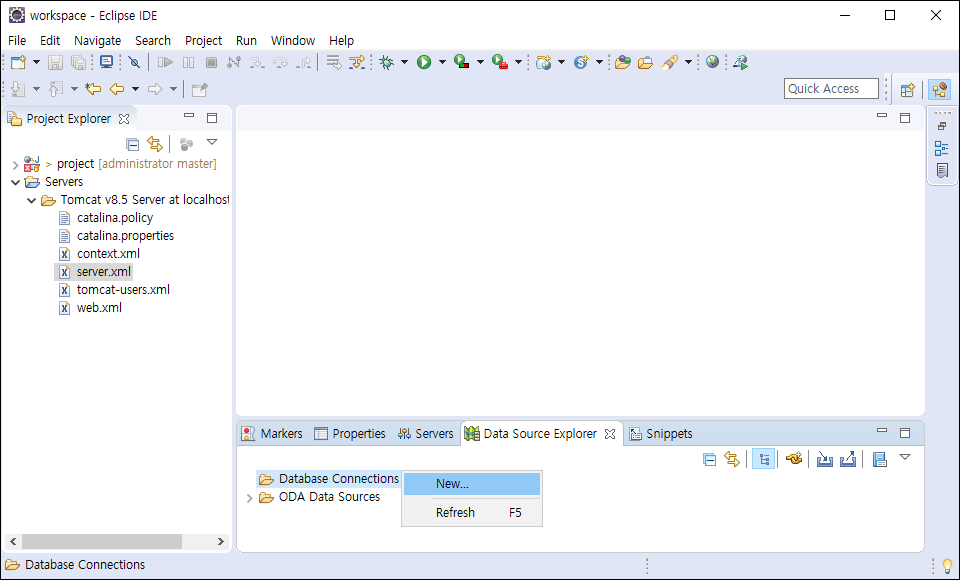 workspace - Eclipse IDE
File Edit Navigate Search Project Run Window Help
Quick Access
Project Explorer
> project [administrator master]
Servers
Tomcat v8.5 Server at localhost
catalina.policy
catalina.properties
context.xml
server.xml
tomcat-users.xml
web.xml
Markers Properties Servers Data Source Explorer Snippets
Database Connections
ODA Data Sources
New...
Refresh F5
Database Connections